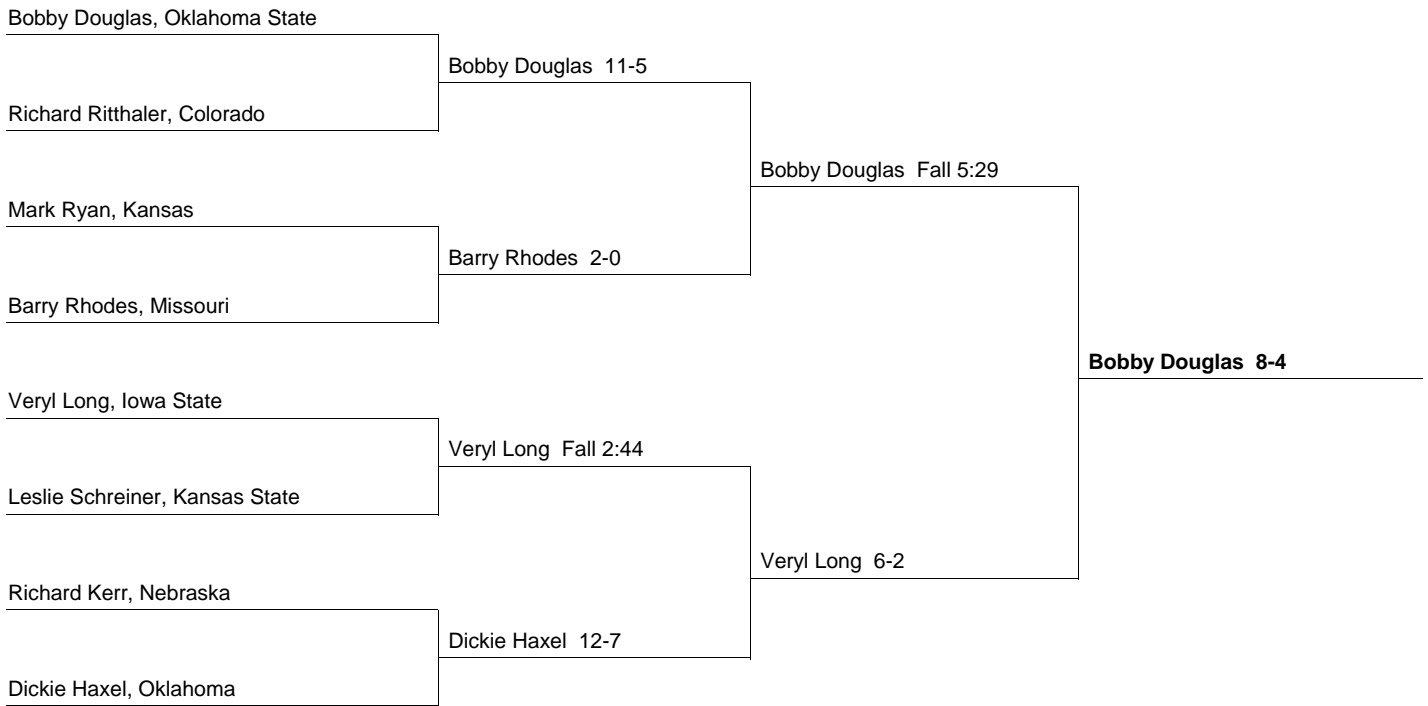 Bobby Douglas, Oklahoma State
Bobby Douglas 11-5
Richard Ritthaler, Colorado
Bobby Douglas Fall 5:29
Mark Ryan, Kansas
Barry Rhodes 2-0
Barry Rhodes, Missouri
Bobby Douglas 8-4
Veryl Long, Iowa State
Veryl Long Fall 2:44
Leslie Schreiner, Kansas State
Veryl Long 6-2
Richard Kerr, Nebraska
Dickie Haxel 12-7
Dickie Haxel, Oklahoma